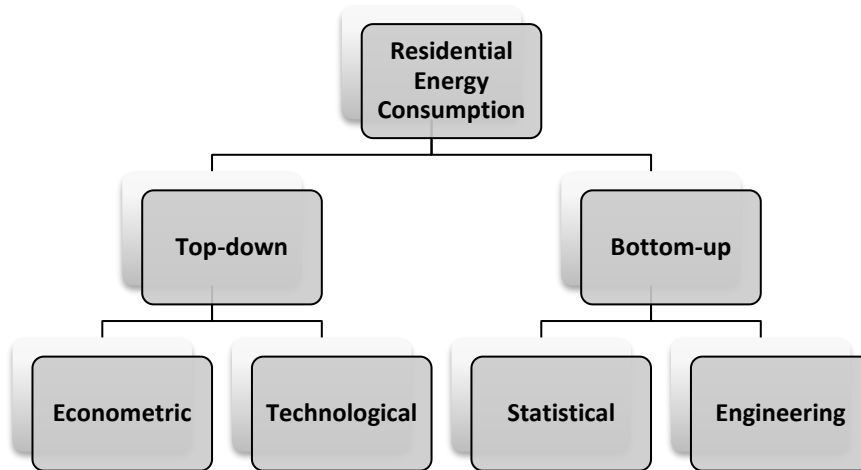 Residential
Energy
Consumption
Top-down
Bottom-up
Econometric
Technological
Statistical
Engineering